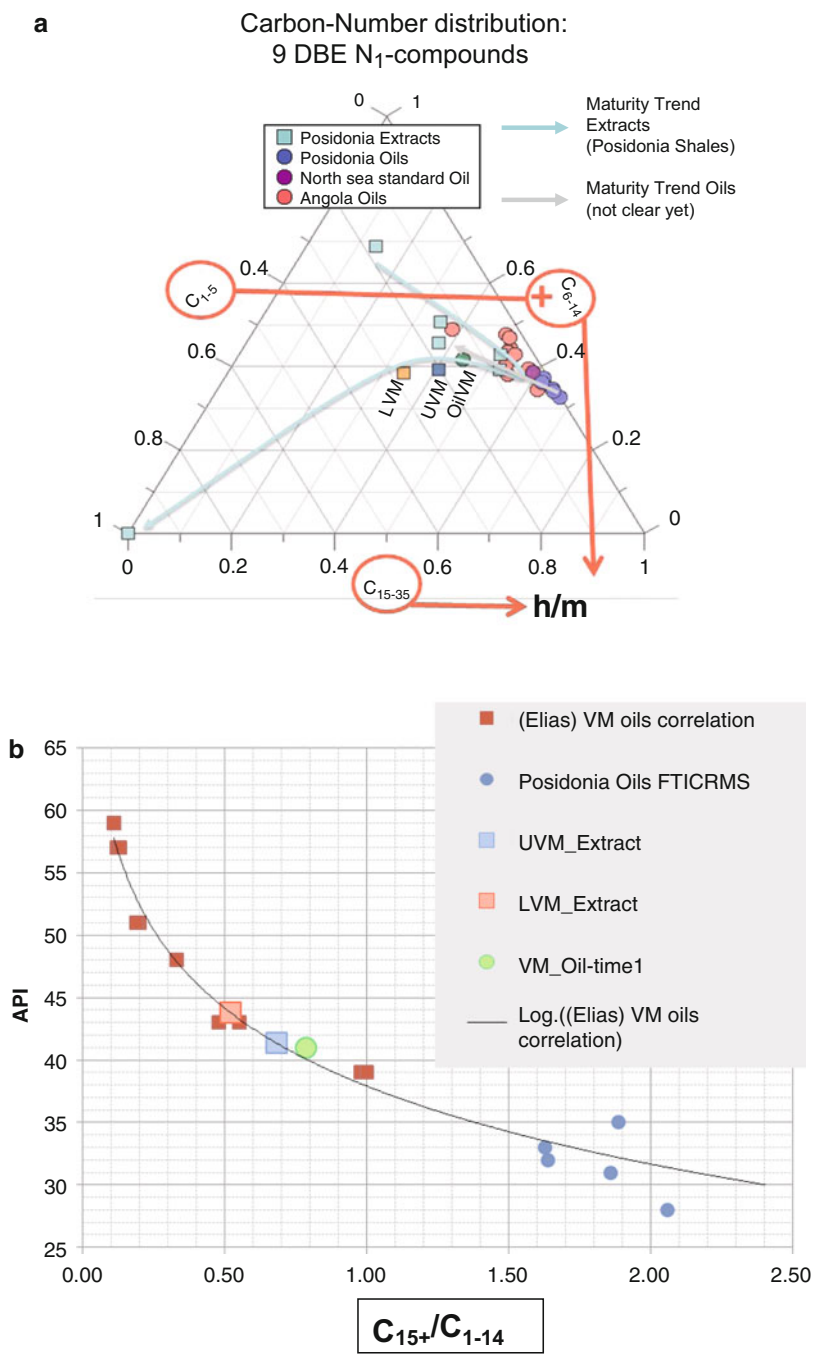 a
Carbon-Number distribution:
9 DBE N₁-compounds
0 1
Posidonia Extracts
Posidonia Oils
North sea standard Oil
Angola Oils
Maturity Trend
Extracts
(Posidonia Shales)
Maturity Trend Oils
(not clear yet)
0.4
0.6
C₁₋₅
+
C₆₋₁₄
0.6
0.4
LVM
UVM
OilVM
0.8
0.2
1
0
0 0.2 0.4 0.6 0.8 1
C₁₅₋₃₅
h/m
b
(Elias) VM oils correlation
Posidonia Oils FTICRMS
UVM_Extract
LVM_Extract
VM_Oil-time1
Log.((Elias) VM oils
correlation)
65
60
55
50
45
40
35
30
25
API
0.00 0.50 1.00 1.50 2.00 2.50
C₁₅₊/C₁₋₁₄